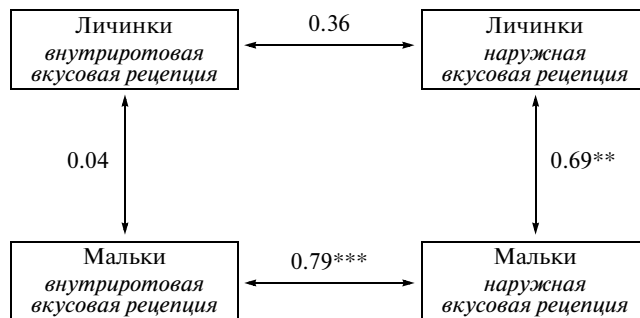 Личинки
внутриротовая
вкусовая рецепция
0.36
Личинки
наружная
вкусовая рецепция
0.04
0.69**
Мальки
внутриротовая
вкусовая рецепция
0.79***
Мальки
наружная
вкусовая рецепция